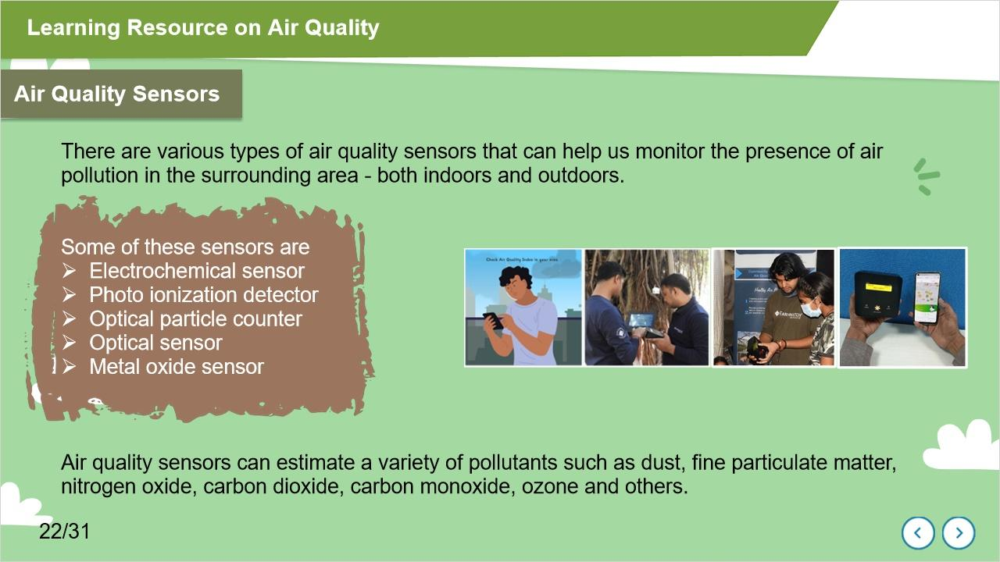 Learning Resource on Air Quality
Air Quality Sensors
There are various types of air quality sensors that can help us monitor the presence of air
pollution in the surrounding area - both indoors and outdoors.
Some of these sensors are
➢ Electrochemical sensor
➢ Photo ionization detector
➢ Optical particle counter
➢ Optical sensor
➢ Metal oxide sensor
Check Air Quality Index in your area
Healthy Air
EARTHWATCH
Air quality sensors can estimate a variety of pollutants such as dust, fine particulate matter,
nitrogen oxide, carbon dioxide, carbon monoxide, ozone and others.
22/31